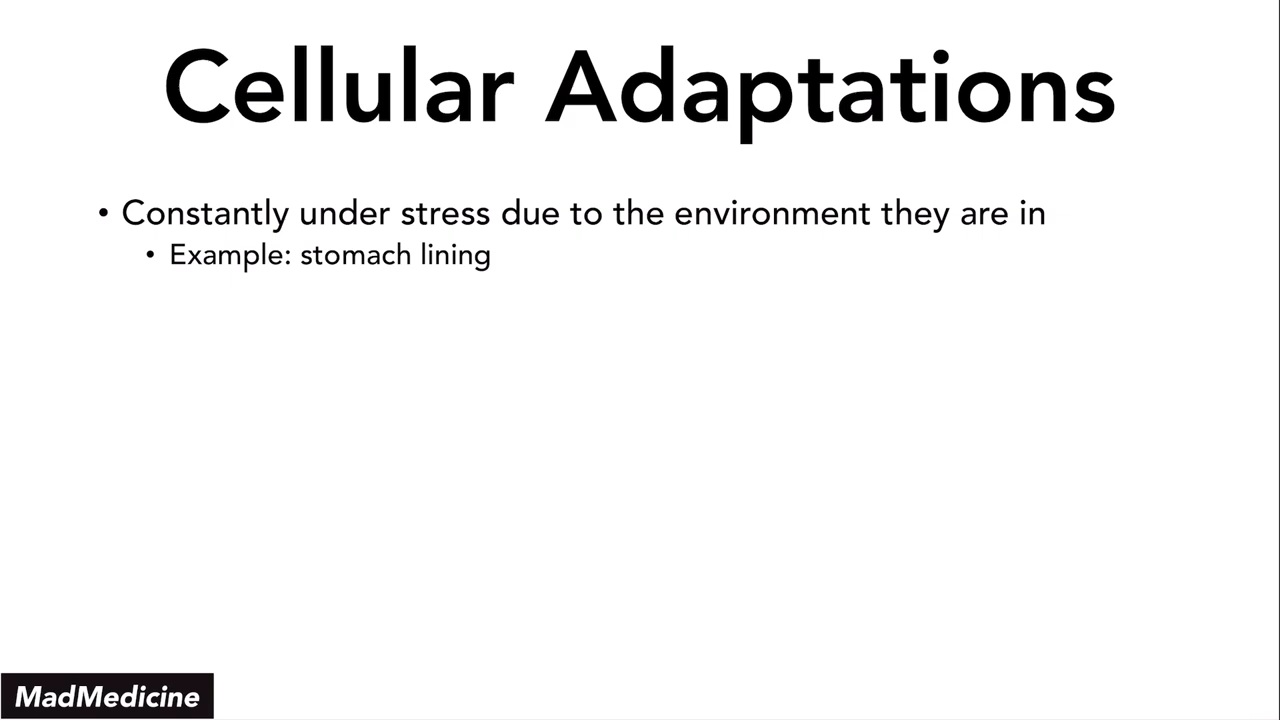 Cellular Adaptations
• Constantly under stress due to the environment they are in
• Example: stomach lining
MadMedicine